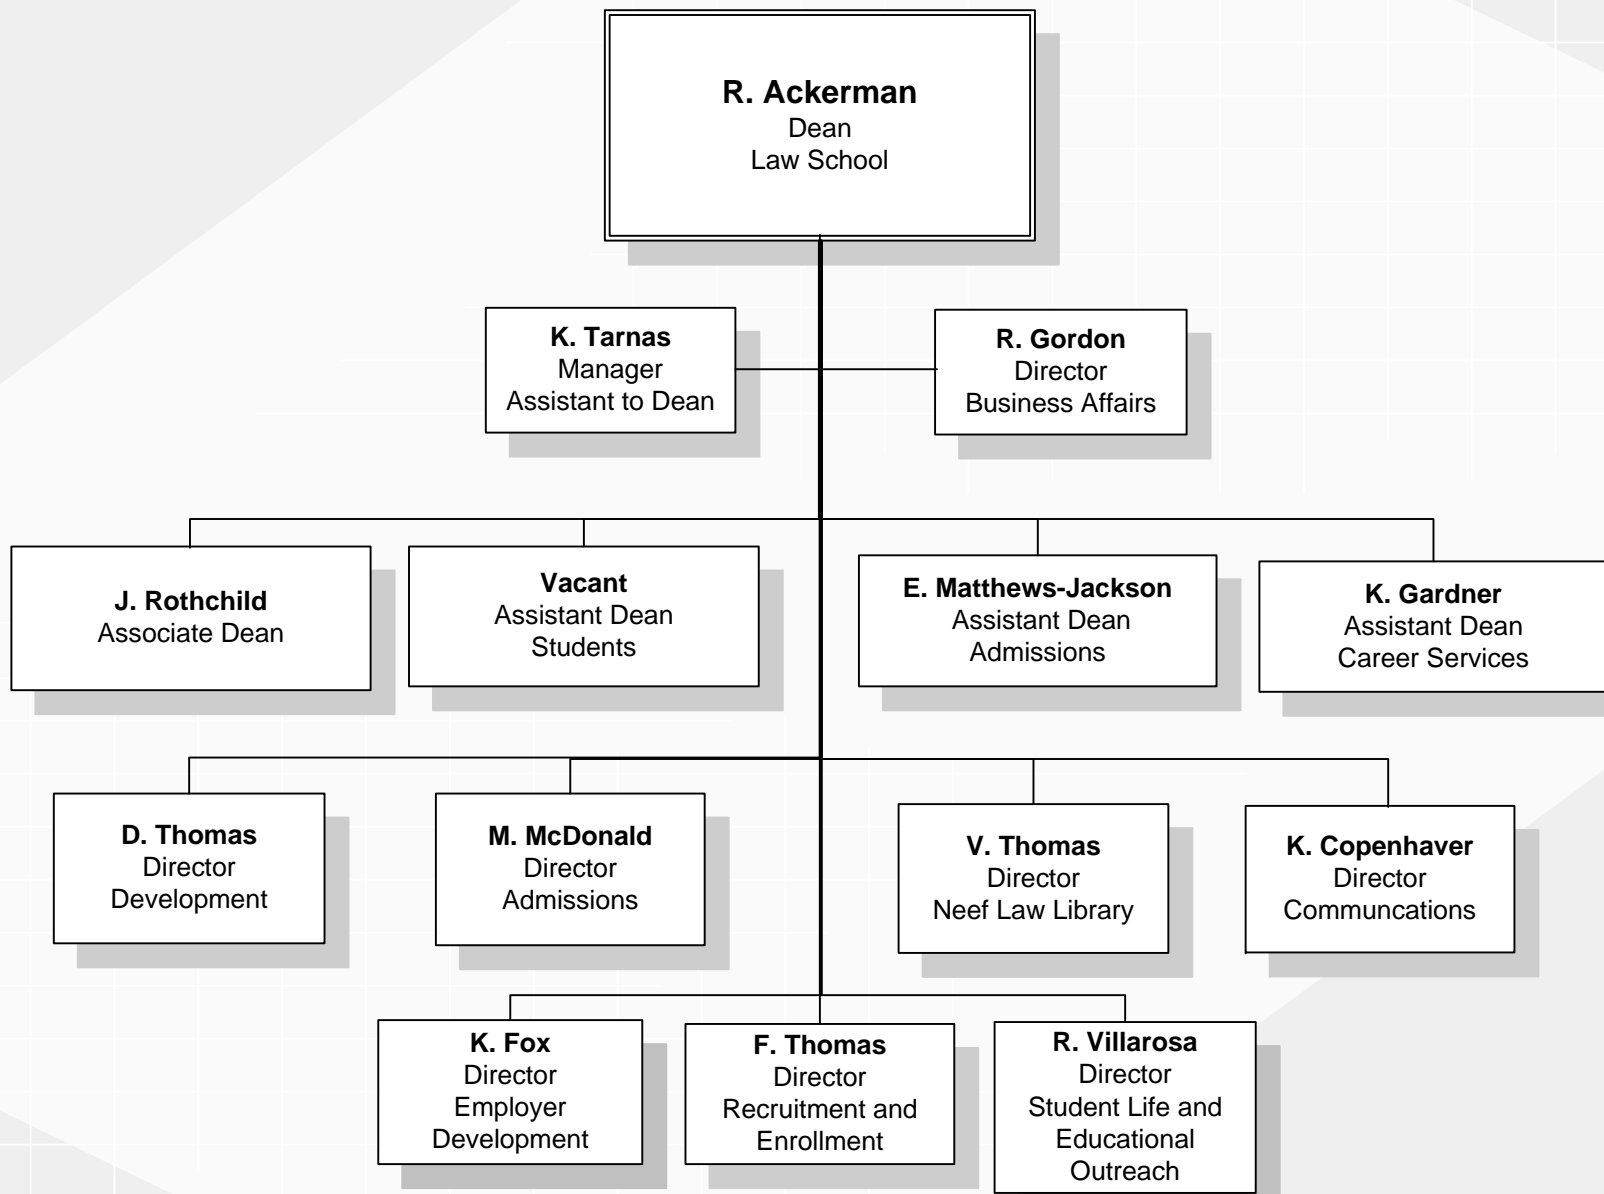 R. Ackerman
Dean
Law School
K. Tarnas
Manager
Assistant to Dean
R. Gordon
Director
Business Affairs
J. Rothchild
Associate Dean
Vacant
Assistant Dean
Students
E. Matthews-Jackson
Assistant Dean
Admissions
K. Gardner
Assistant Dean
Career Services
D. Thomas
Director
Development
M. McDonald
Director
Admissions
V. Thomas
Director
Neef Law Library
K. Copenhaver
Director
Communcations
K. Fox
Director
Employer
Development
F. Thomas
Director
Recruitment and
Enrollment
R. Villarosa
Director
Student Life and
Educational
Outreach